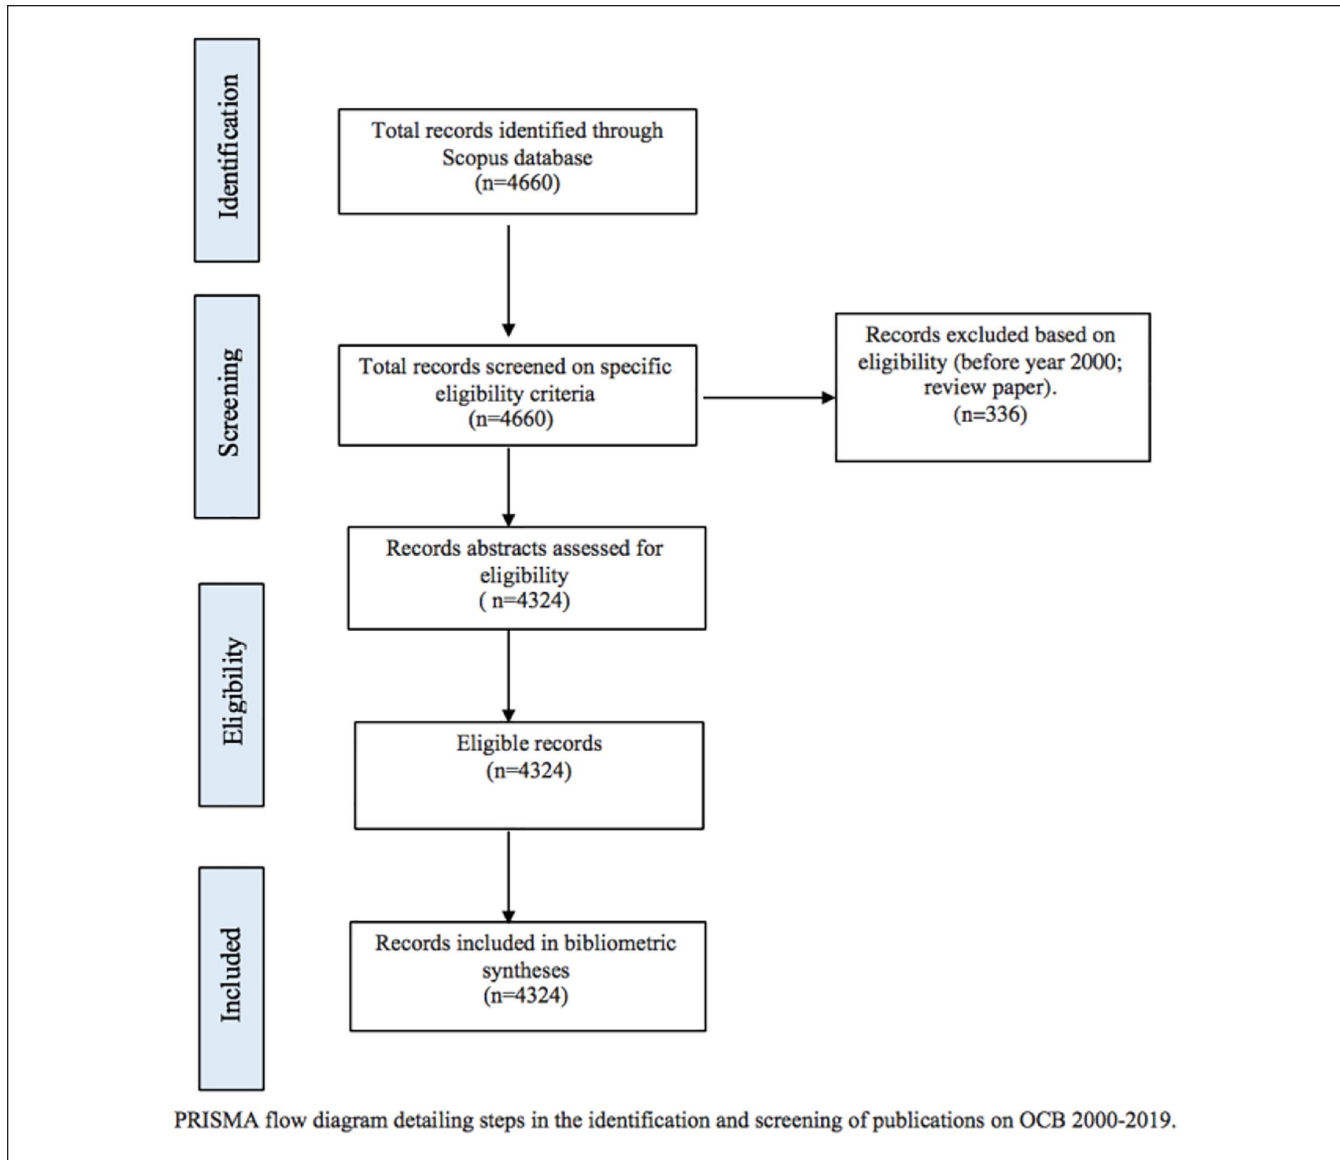 Identification
Total records identified through
Scopus database
(n=4660)
Screening
Total records screened on specific
eligibility criteria
(n=4660)
Records excluded based on
eligibility (before year 2000;
review paper).
(n=336)
Records abstracts assessed for
eligibility
( n=4324)
Eligibility
Eligible records
(n=4324)
Included
Records included in bibliometric
syntheses
(n=4324)
PRISMA flow diagram detailing steps in the identification and screening of publications on OCB 2000-2019.